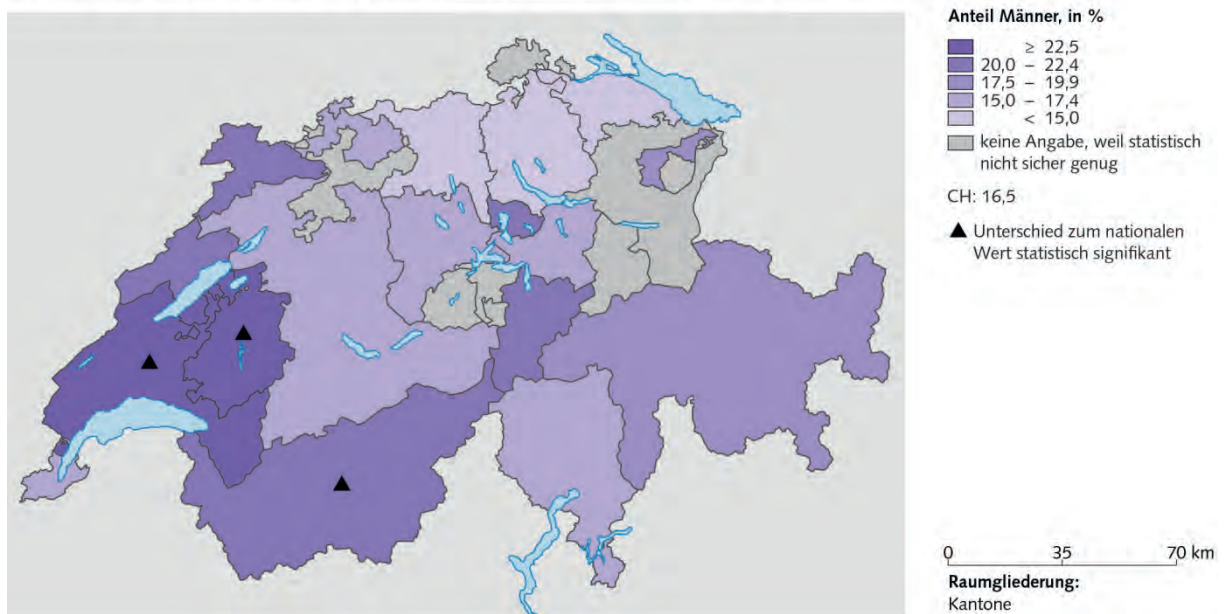 Anteil Männer, in %
≥ 22,5
20,0 – 22,4
17,5 – 19,9
15,0 – 17,4
< 15,0
keine Angabe, weil statistisch
nicht sicher genug
CH: 16,5
Unterschied zum nationalen
Wert statistisch signifikant
0 35 70 km
Raumgliederung:
Kantone